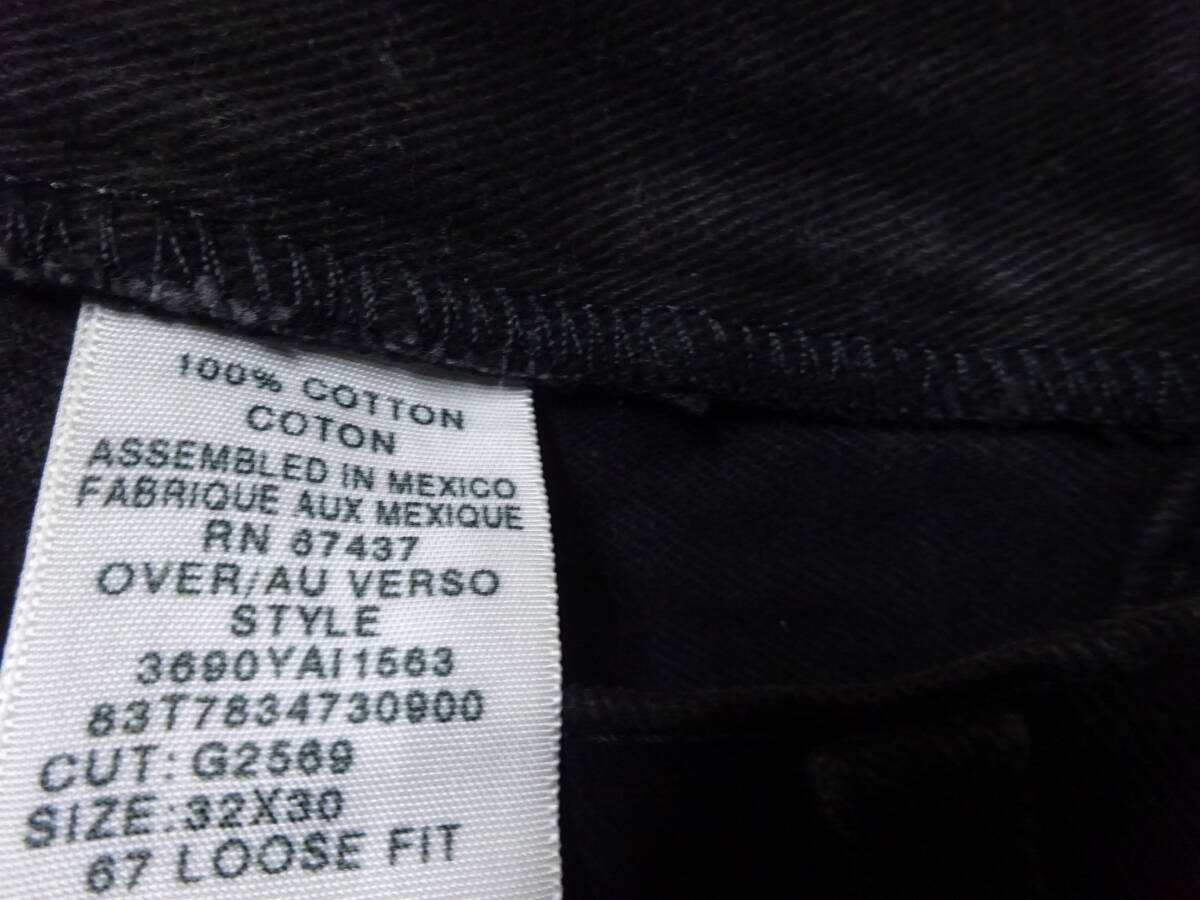 100% COTTON
COTON
ASSEMBLED IN MEXICO
FABRIQUE AUX MEXIQUE
RN 67437
OVER/AU VERSO
STYLE
3690YAI1563
83T7834730900
CUT: G2569
SIZE:32X30
67 LOOSE FIT